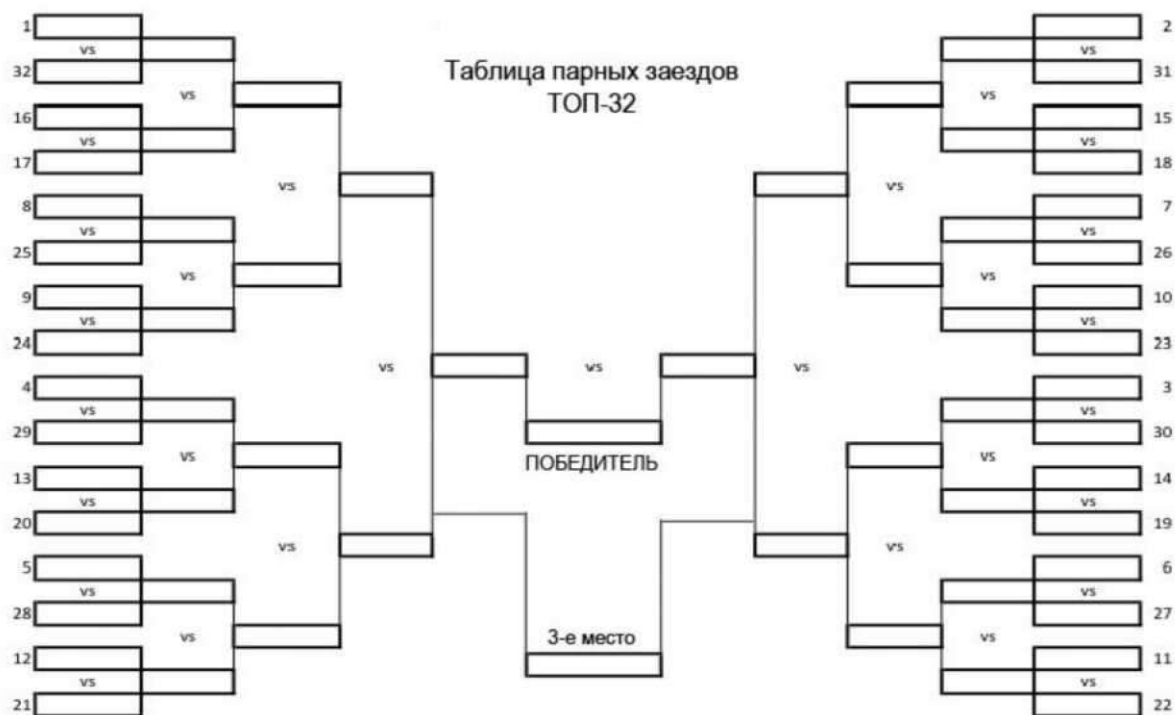 Таблица парных заездов
ТОП-32
1
vs
32
vs
16
vs
17
vs
8
vs
25
vs
9
vs
24
vs
4
vs
29
vs
13
vs
20
vs
5
vs
28
vs
12
vs
21
vs
ПОБЕДИТЕЛЬ
3-е место
vs
2
vs
31
vs
15
vs
18
vs
7
vs
26
vs
10
vs
23
vs
3
vs
30
vs
14
vs
19
vs
6
vs
27
vs
11
vs
22